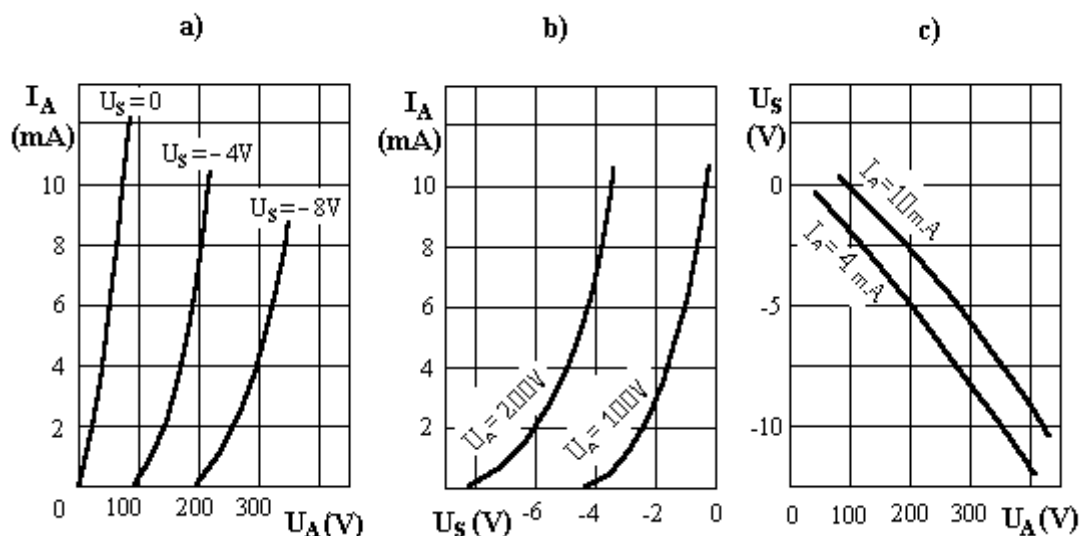 a)
I_A
(mA)
U_S=0
U_S=-4V
U_S=-8V
10
8
6
4
2
0
100 200 300
U_A(V)
b)
I_A
(mA)
10
8
6
4
2
U_A=200V
U_A=100V
U_S(V) -6 -4 -2 0
c)
U_S
(V)
0
-5
-10
I_A=10mA
I_A=4mA
0 100 200 300 U_A(V)